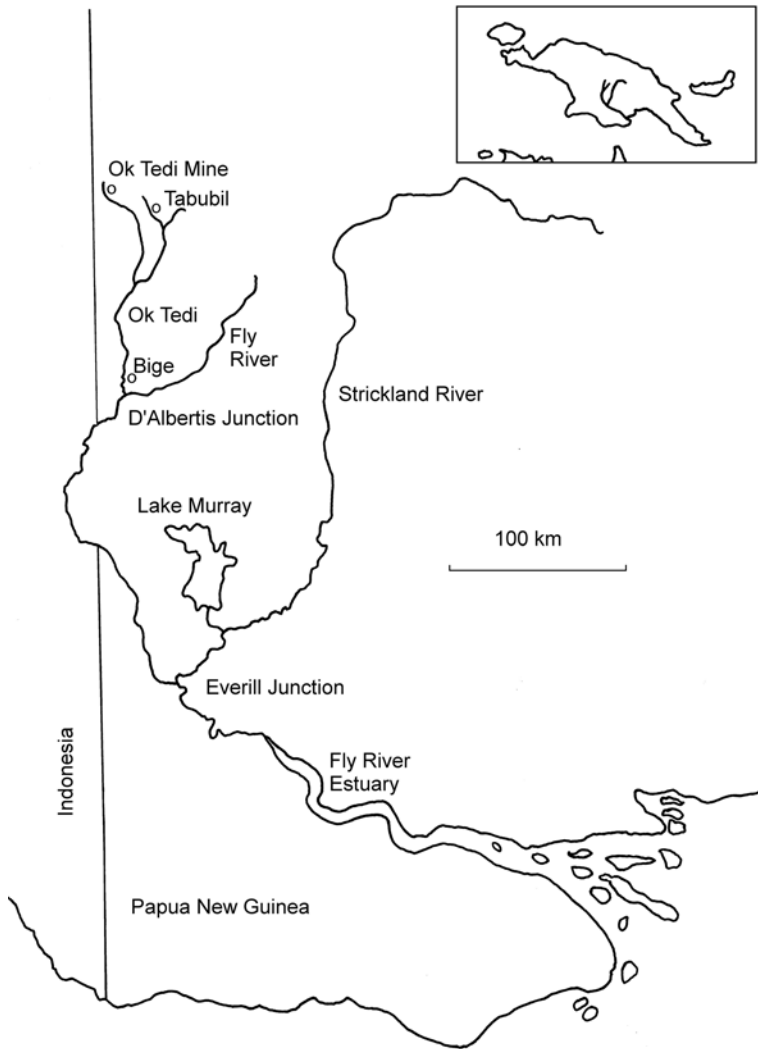 Ok Tedi Mine
Tabubil
Ok Tedi
Fly
River
Bige
Strickland River
D'Albertis Junction
Lake Murray
100 km
Everill Junction
Indonesia
Fly River
Estuary
Papua New Guinea